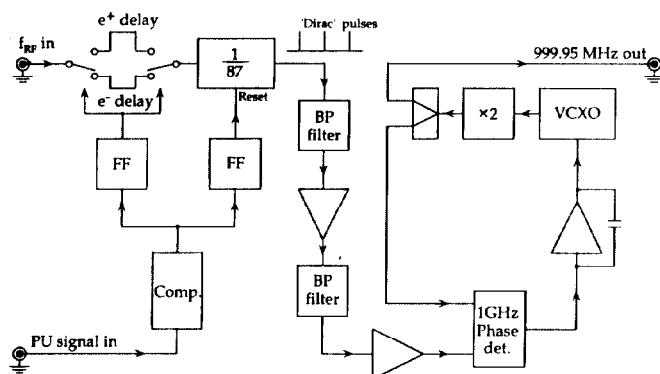 e⁺ delay
f_RF in
e⁻ delay
1
87
Reset
'Dirac' pulses
BP
filter
999.95 MHz out
×2
VCXO
FF
FF
Comp.
BP
filter
1GHz
Phase
det.
PU signal in